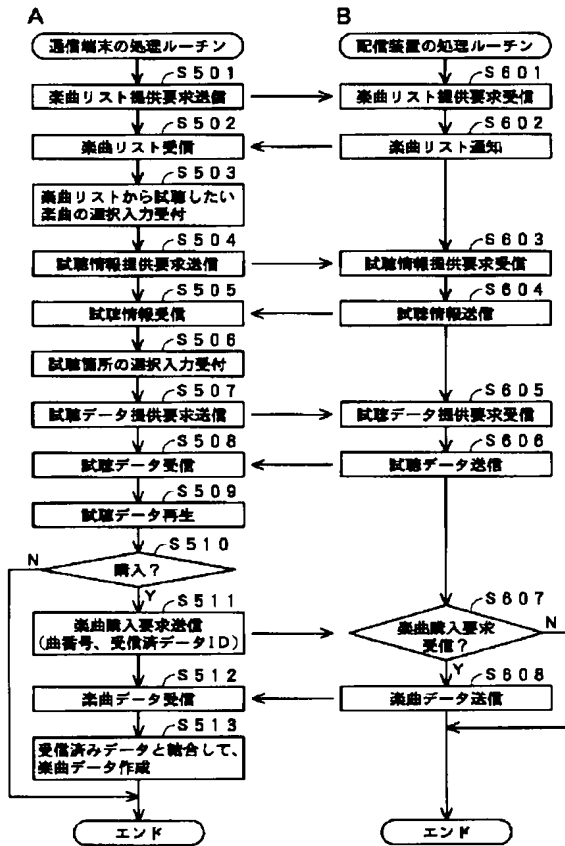 A
通信端末の処理ルーチン
S501
楽曲リスト提供要求送信
S502
楽曲リスト受信
S503
楽曲リストから試聴したい
楽曲の選択入力受付
S504
試聴情報提供要求送信
S505
試聴情報受信
S506
試聴箇所の選択入力受付
S507
試聴データ提供要求送信
S508
試聴データ受信
S509
試聴データ再生
S510
N
購入?
Y
S511
楽曲購入要求送信
(曲番号、受信済データID)
S512
楽曲データ受信
S513
受信済みデータと結合して、
楽曲データ作成
エンド
B
配信装置の処理ルーチン
S601
楽曲リスト提供要求受信
S602
楽曲リスト通知
S603
試聴情報提供要求受信
S604
試聴情報送信
S605
試聴データ提供要求受信
S606
試聴データ送信
S607
楽曲購入要求
受信?
N
Y
S608
楽曲データ送信
エンド